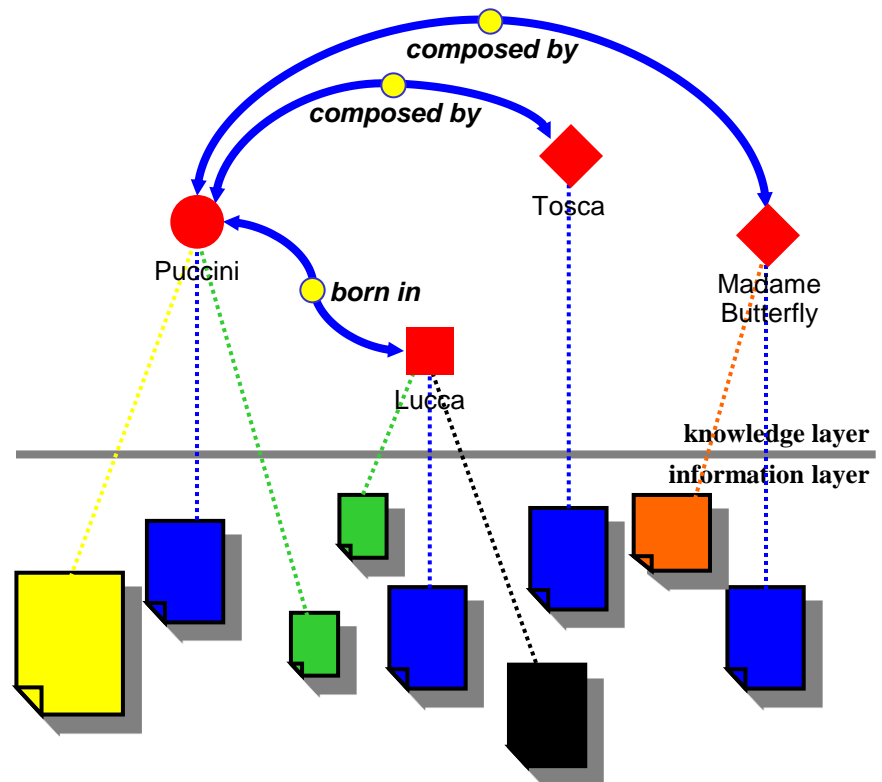 composed by
composed by
Tosca
Puccini
born in
Madame
Butterfly
Lucca
knowledge layer
information layer